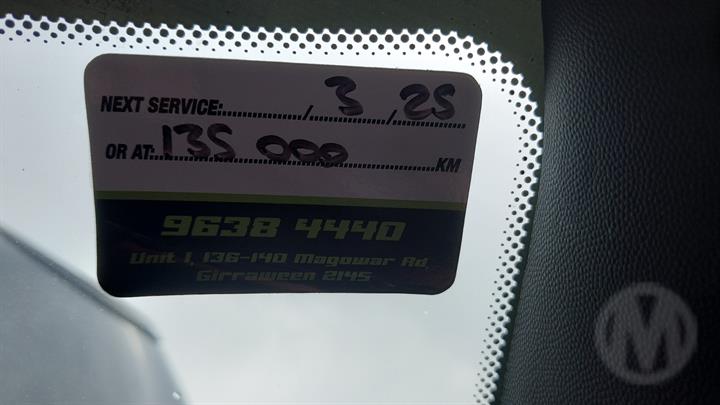 NEXT SERVICE:............/3../25
OR AT:135 000............KM
9638 4440
Unit 1, 136-140 Magowar Rd,
Girraween 2145
M